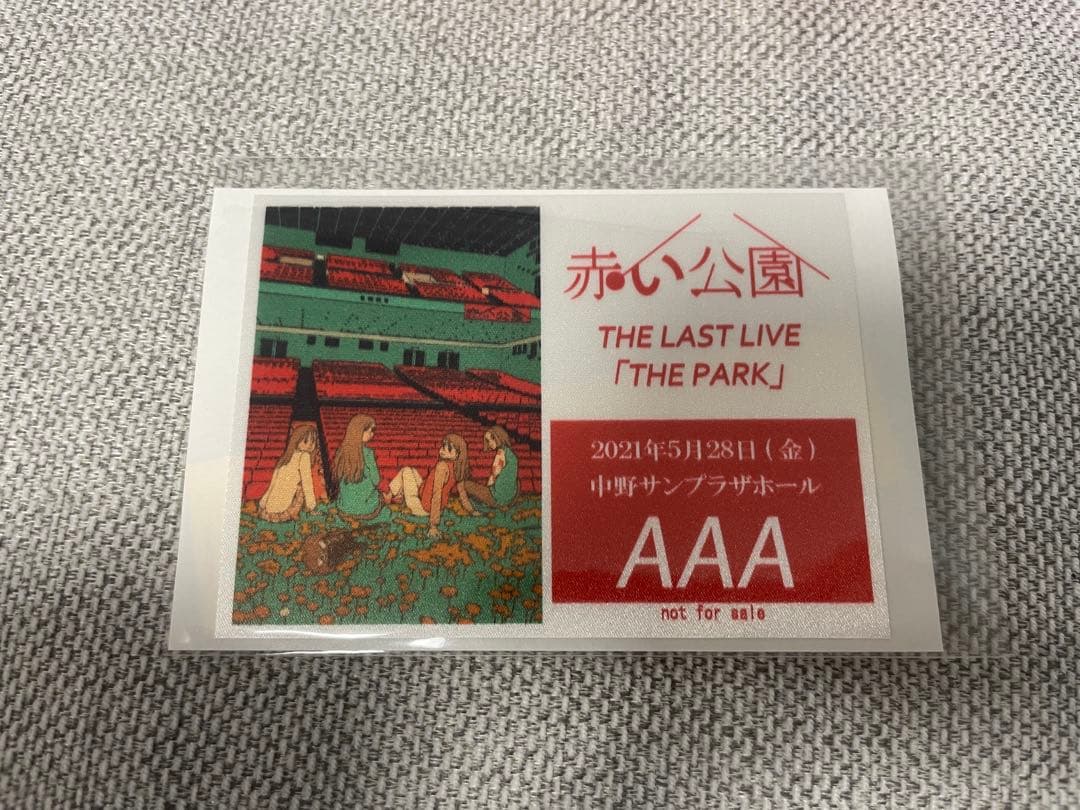 赤い公園
THE LAST LIVE
「THE PARK」
2021年5月28日(金)
中野サンプラザホール
AAA
not for sale